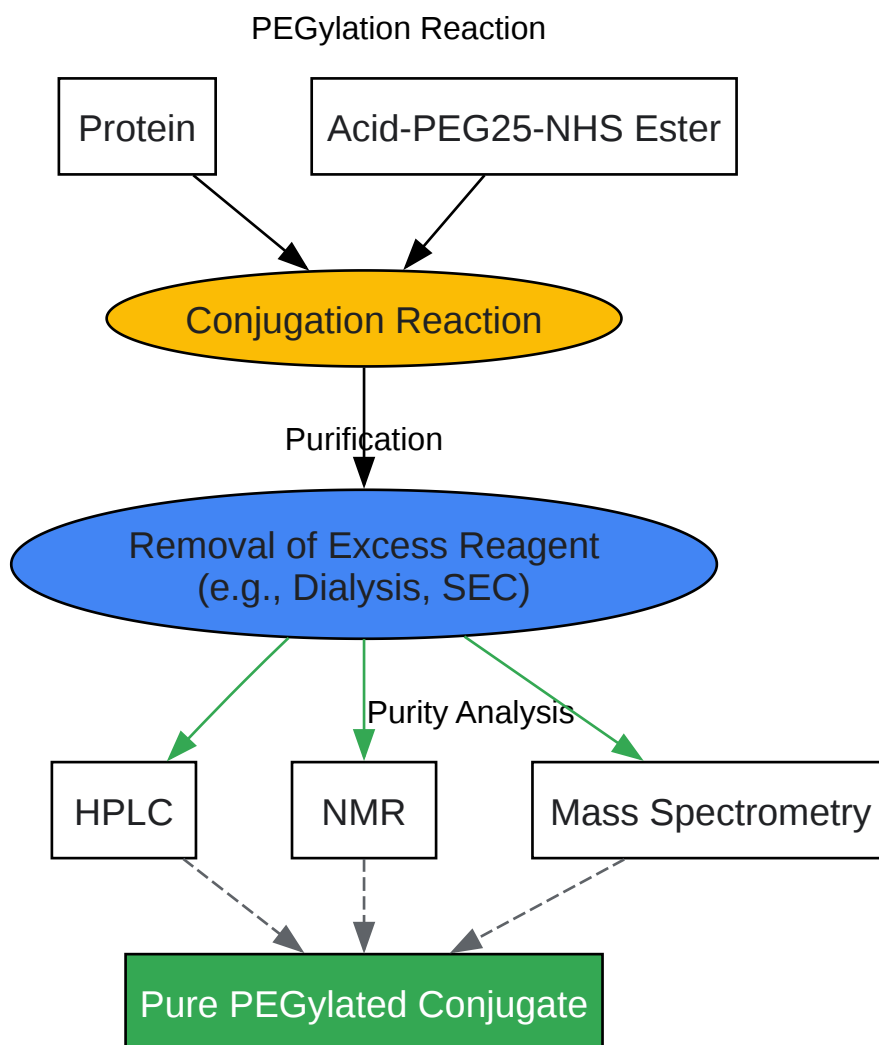 PEGylation Reaction
Protein
Acid-PEG25-NHS Ester
Conjugation Reaction
Purification
Removal of Excess Reagent
(e.g., Dialysis, SEC)
Purity Analysis
HPLC
NMR
Mass Spectrometry
Pure PEGylated Conjugate